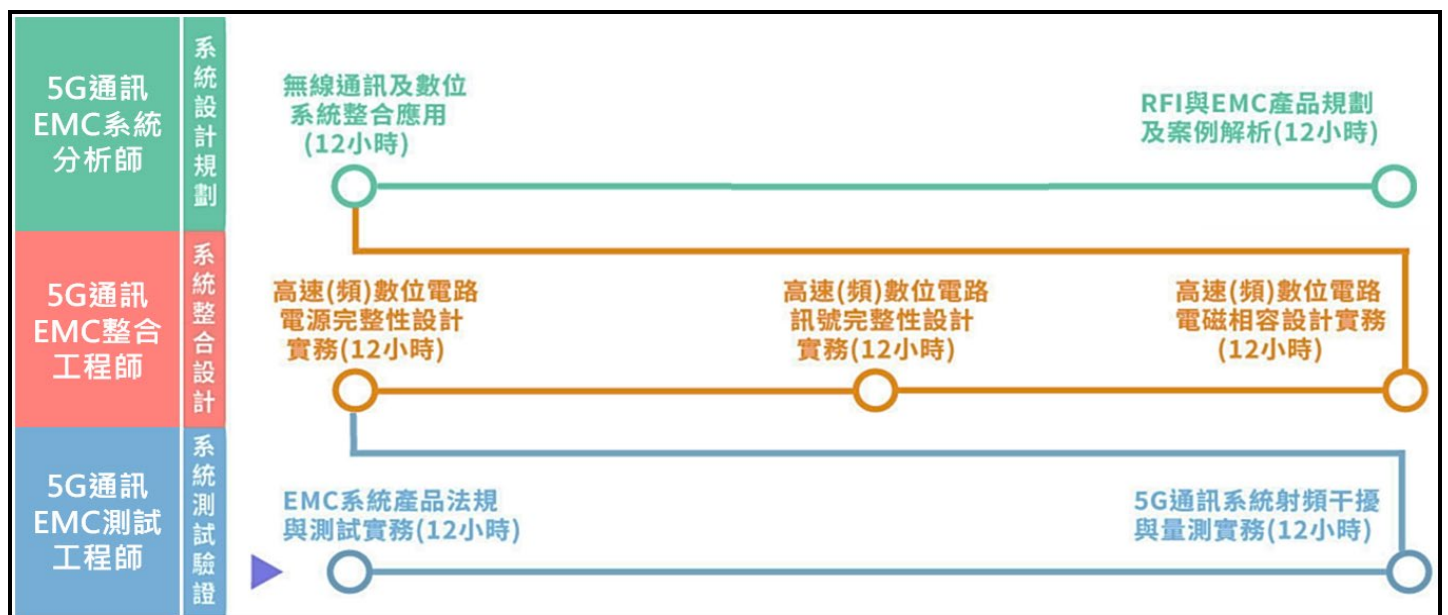 5G通訊
EMC系統
分析師
系統設計規劃
無線通訊及數位
系統整合應用
(12小時)
RFI與EMC產品規劃
及案例解析(12小時)
5G通訊
EMC整合
工程師
系統整合設計
高速(頻)數位電路
電源完整性設計
實務(12小時)
高速(頻)數位電路
訊號完整性設計
實務(12小時)
高速(頻)數位電路
電磁相容設計實務
(12小時)
5G通訊
EMC測試
工程師
系統測試驗證
EMC系統產品法規
與測試實務(12小時)
5G通訊系統射頻干擾
與量測實務(12小時)